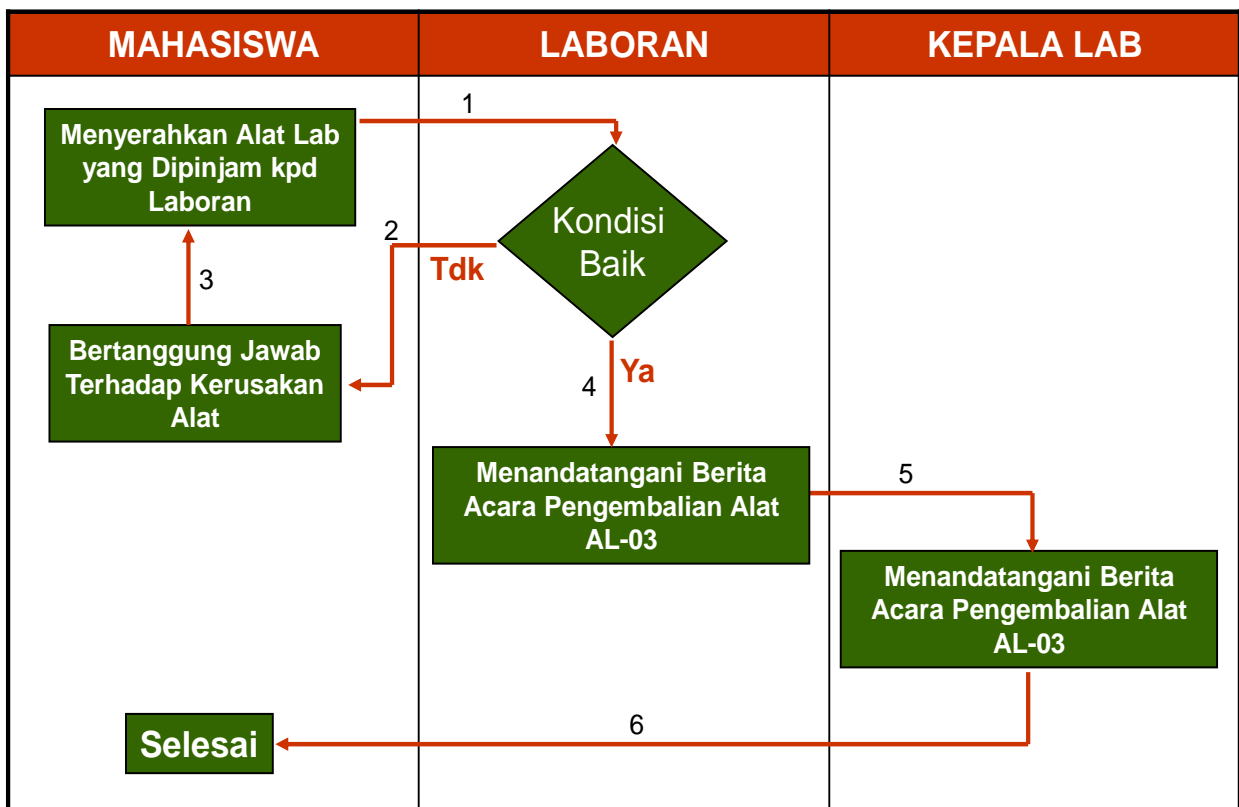 MAHASISWA
LABORAN
KEPALA LAB
1
Menyerahkan Alat Lab
yang Dipinjam kpd
Laboran
Kondisi
Baik
2
Tdk
3
Bertanggung Jawab
Terhadap Kerusakan
Alat
4
Ya
Menandatangani Berita
Acara Pengembalian Alat
AL-03
5
Menandatangani Berita
Acara Pengembalian Alat
AL-03
6
Selesai